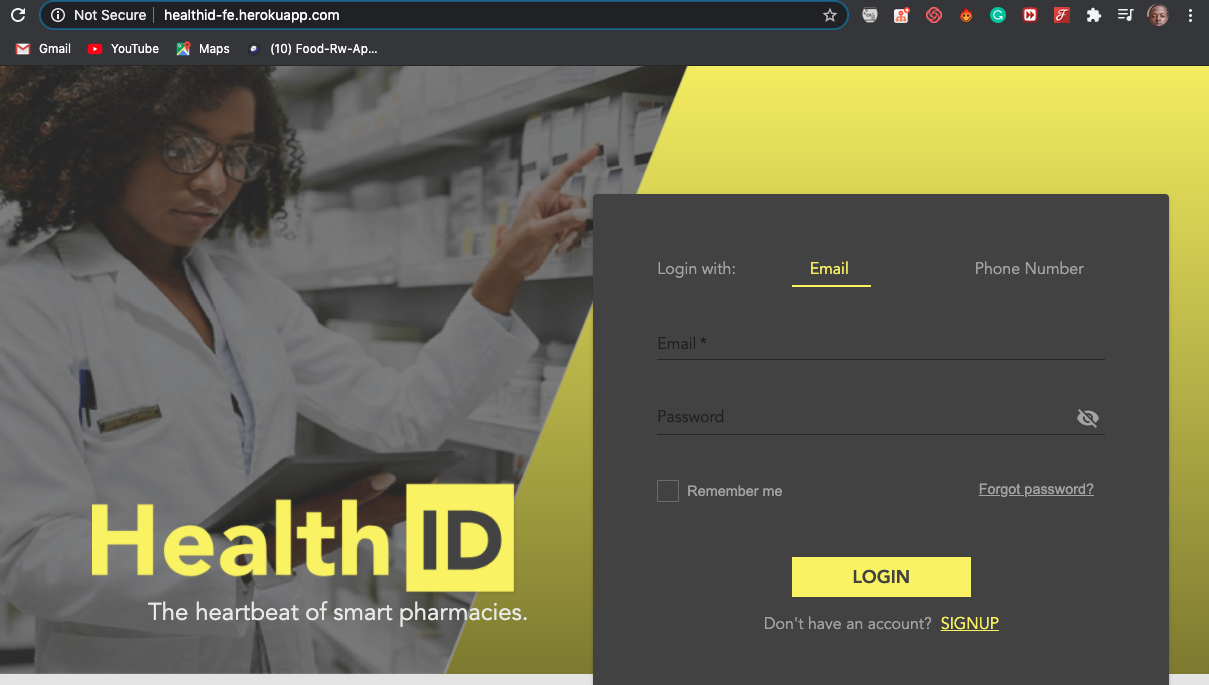 Not Secure healthid-fe.herokuapp.com
Gmail YouTube Maps (10) Food-Rw-Ap...
Login with: Email Phone Number
Email *
Password
Remember me Forgot password?
Health ID
The heartbeat of smart pharmacies.
LOGIN
Don't have an account? SIGNUP